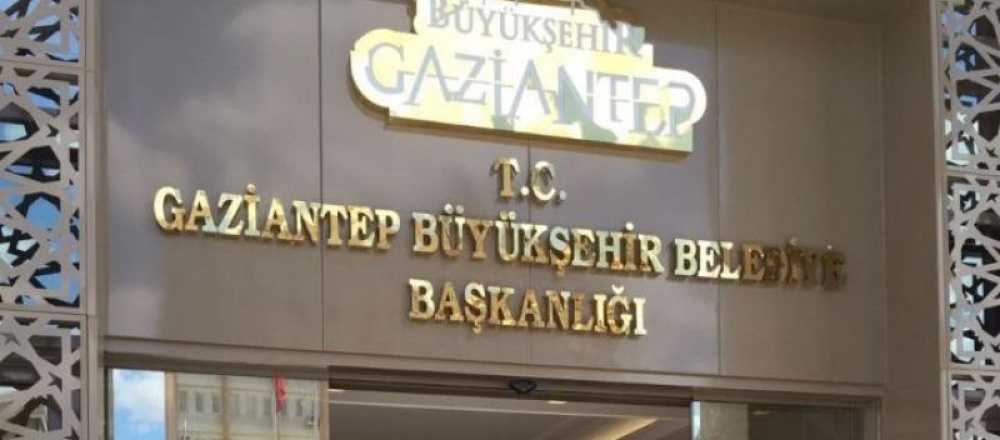 BÜYÜKŞEHİR
GAZİANTEP
T.C.
GAZİANTEP BÜYÜKŞEHİR BELEDİYE
BAŞKANLIĞI